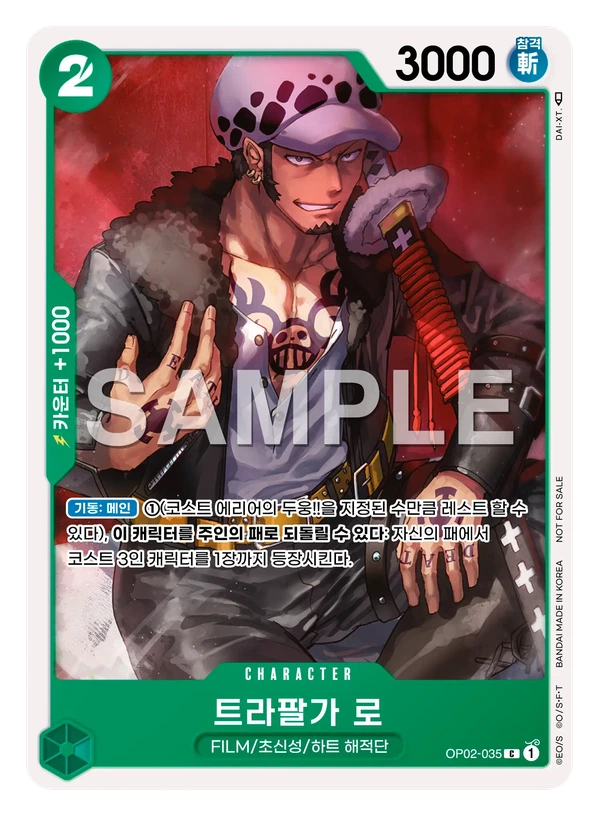 2
3000
참격
斬
DAI-XT.
카운터 +1000
SAMPLE
기동: 메인 ①(코스트 에리어의 두웅!!을 지정된 수만큼 레스트 할 수
있다), 이 캐릭터를 주인의 패로 되돌릴 수 있다: 자신의 패에서
코스트 3인 캐릭터를 1장까지 등장시킨다.
DEAT
CHARACTER
트라팔가 로
FILM/초신성/하트 해적단
OP02-035 C 1
©EO/S ©O/S·F·T BANDAI MADE IN KOREA NOT FOR SALE